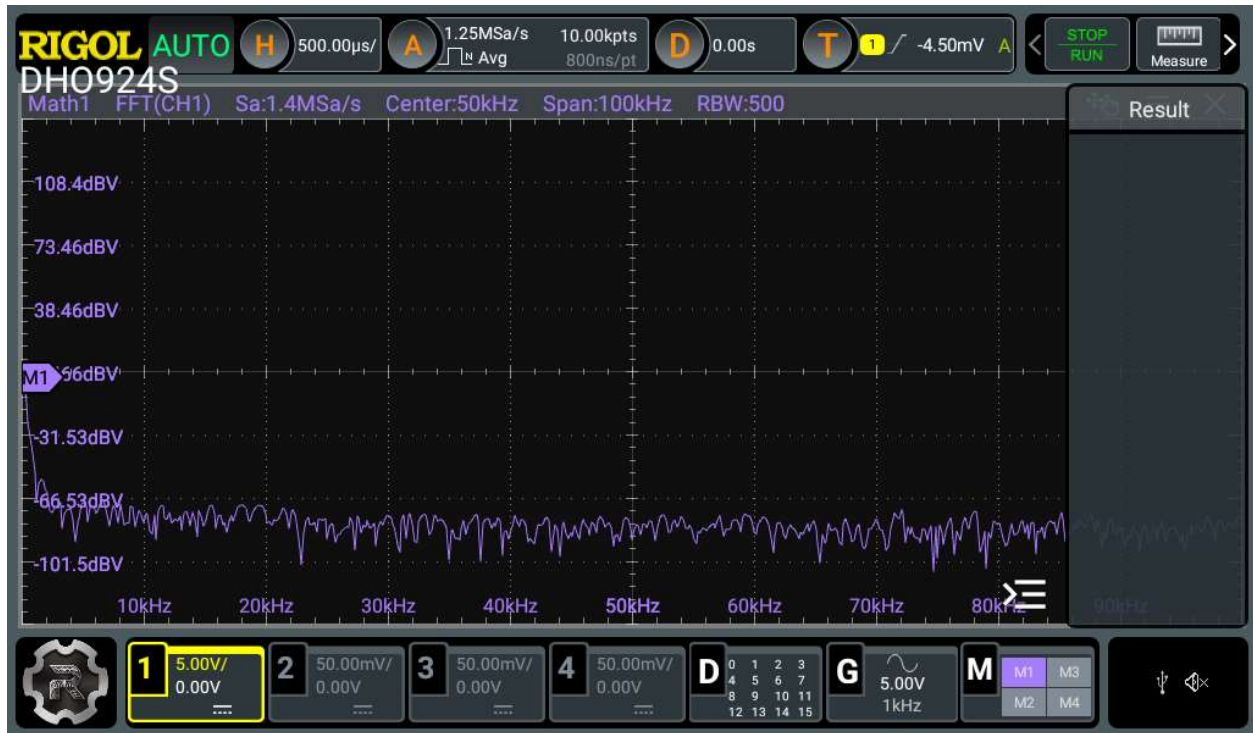 RIGOL AUTO H 500.00µs/ A 1.25MSa/s 10.00kpts D 0.00s T 1 -4.50mV A STOP
Avg 800ns/pt RUN Measure
DHO924S
Math1 FFT(CH1) Sa:1.4MSa/s Center:50kHz Span:100kHz RBW:500 Result
108.4dBV
73.46dBV
38.46dBV
M1
-31.53dBV
-66.53dBV
-101.5dBV
10kHz 20kHz 30kHz 40kHz 50kHz 60kHz 70kHz 80kHz 90kHz
1 5.00V/ 2 50.00mV/ 3 50.00mV/ 4 50.00mV/ D 0 1 2 3 G M M1 M3
0.00V 0.00V 0.00V 0.00V 4 5 6 7 5.00V
8 9 10 11 1kHz M2 M4
12 13 14 15
R